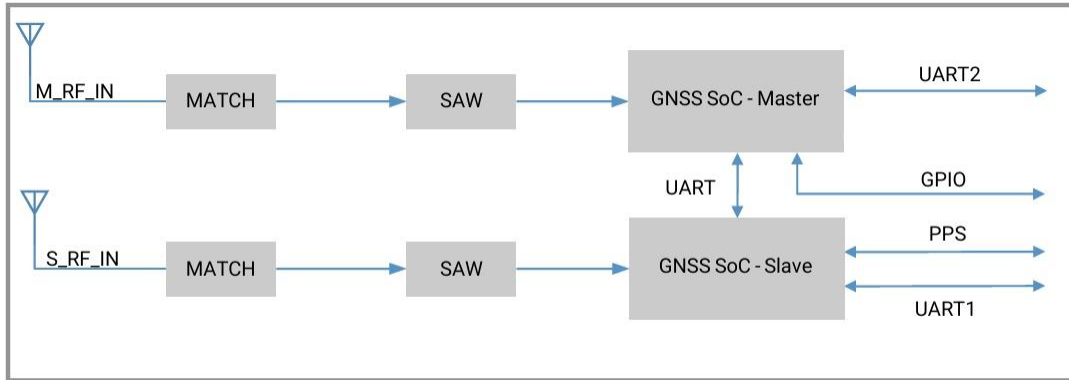 M_RF_IN
MATCH
SAW
GNSS SoC - Master
UART2
UART
GPIO
S_RF_IN
MATCH
SAW
GNSS SoC - Slave
PPS
UART1